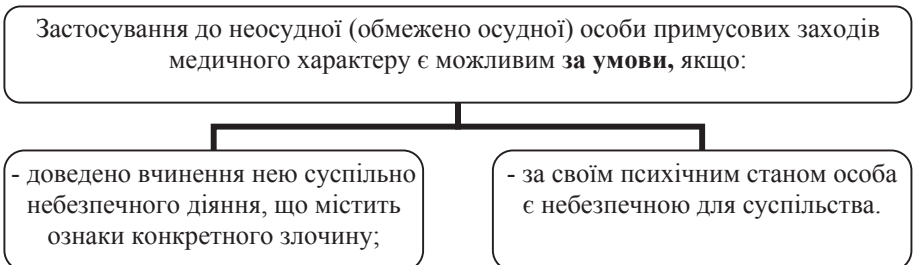 Застосування до неосудної (обмежено осудної) особи примусових заходів
медичного характеру є можливим за умови, якщо:
- доведено вчинення нею суспільно
небезпечного діяння, що містить
ознаки конкретного злочину;
- за своїм психічним станом особа
є небезпечною для суспільства.